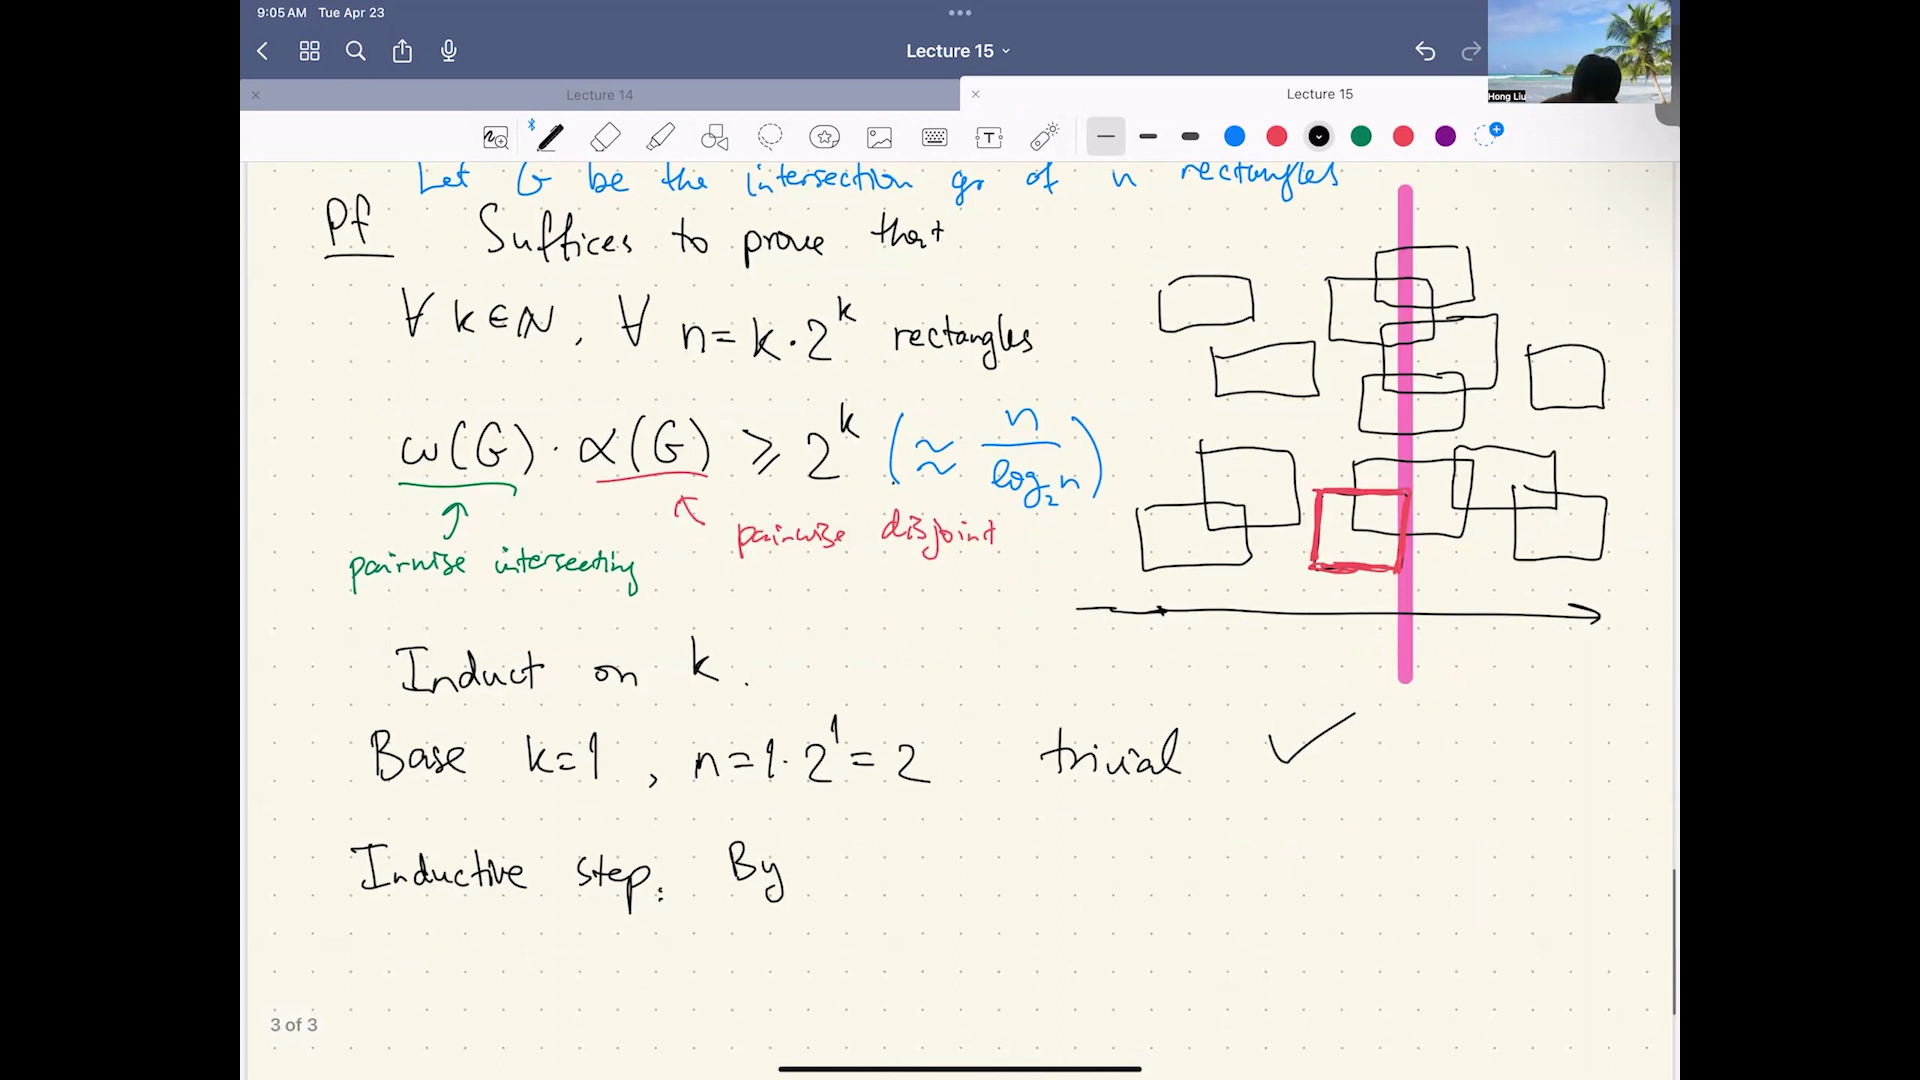 9:05 AM Tue Apr 23
Lecture 15
Lecture 14
Lecture 15
Hong Liu
Let G be the intersection gr of n rectangles
Pf Suffices to prove that
∀ k∈N, ∀ n=k·2^k rectangles
ω(G)·α(G) ⩾ 2^k (≈ n/log₂n)
pairwise disjoint
pairwise intersecting
Induct on k.
Base k=1, n=1·2^1=2 trivial ✓
Inductive step: By
3 of 3